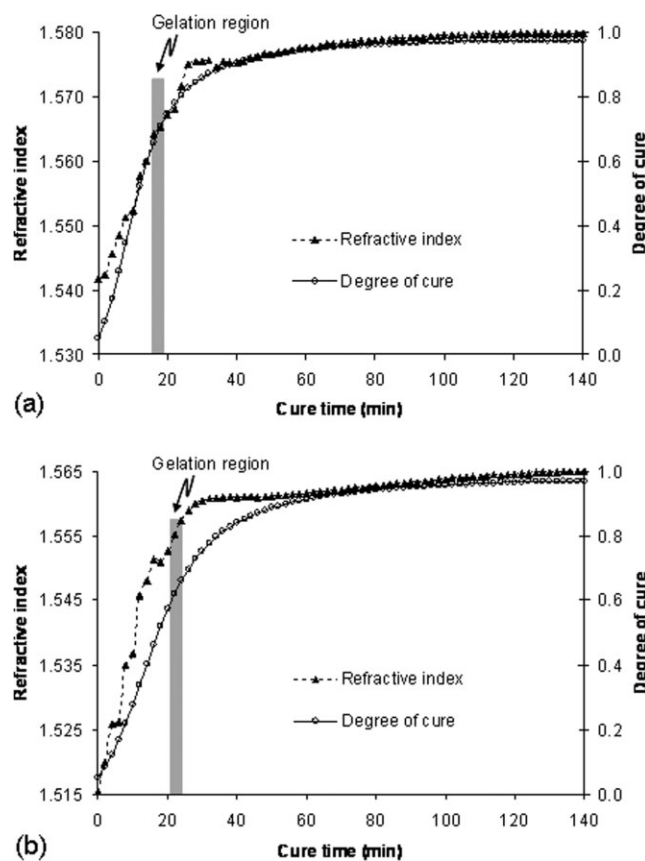 Gelation region
1.580
1.570
1.560
1.550
1.540
1.530
Refractive index
1.0
0.8
0.6
0.4
0.2
0.0
Degree of cure
Refractive index
Degree of cure
0 20 40 60 80 100 120 140
(a)
Cure time (min)
Gelation region
1.565
1.555
1.545
1.535
1.525
1.515
Refractive index
1.0
0.8
0.6
0.4
0.2
0.0
Degree of cure
Refractive index
Degree of cure
0 20 40 60 80 100 120 140
(b)
Cure time (min)